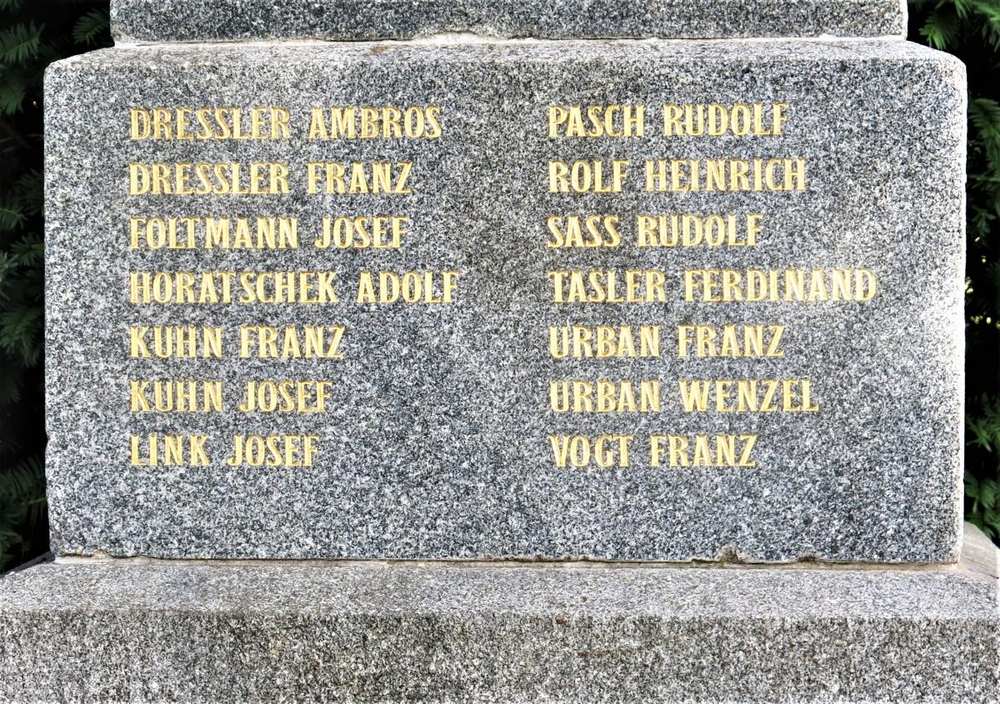 DRESSLER AMBROS
DRESSLER FRANZ
FOLTMANN JOSEF
HORATSCHEK ADOLF
KUHN FRANZ
KUHN JOSEF
LINK JOSEF
PASCH RUDOLF
ROLF HEINRICH
SASS RUDOLF
TASLER FERDINAND
URBAN FRANZ
URBAN WENZEL
VOGT FRANZ